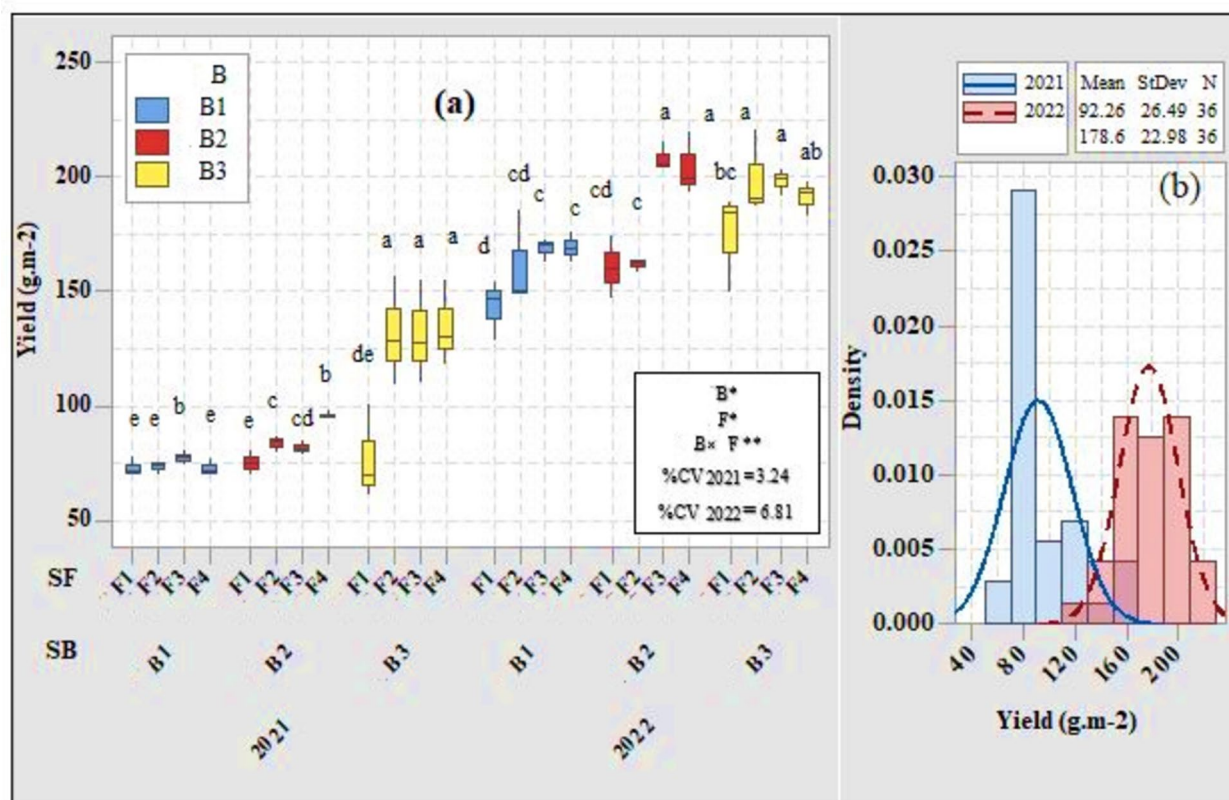 250
200
150
100
50
Yield (g.m-2)
B
B1
B2
B3
(a)
e e b e e c cd b de a a a d cd c c cd c a a bc a a ab
B*
F*
B× F **
%CV 2021=3.24
%CV 2022=6.81
SF
F1 F2 F3 F4 F1 F2 F3 F4 F1 F2 F3 F4 F1 F2 F3 F4 F1 F2 F3 F4 F1 F2 F3 F4
SB
B1 B2 B3 B1 B2 B3
2021 2022
2021
2022
Mean StDev N
92.26 26.49 36
178.6 22.98 36
(b)
0.030
0.025
0.020
0.015
0.010
0.005
0.000
Density
40 80 120 160 200
Yield (g.m-2)